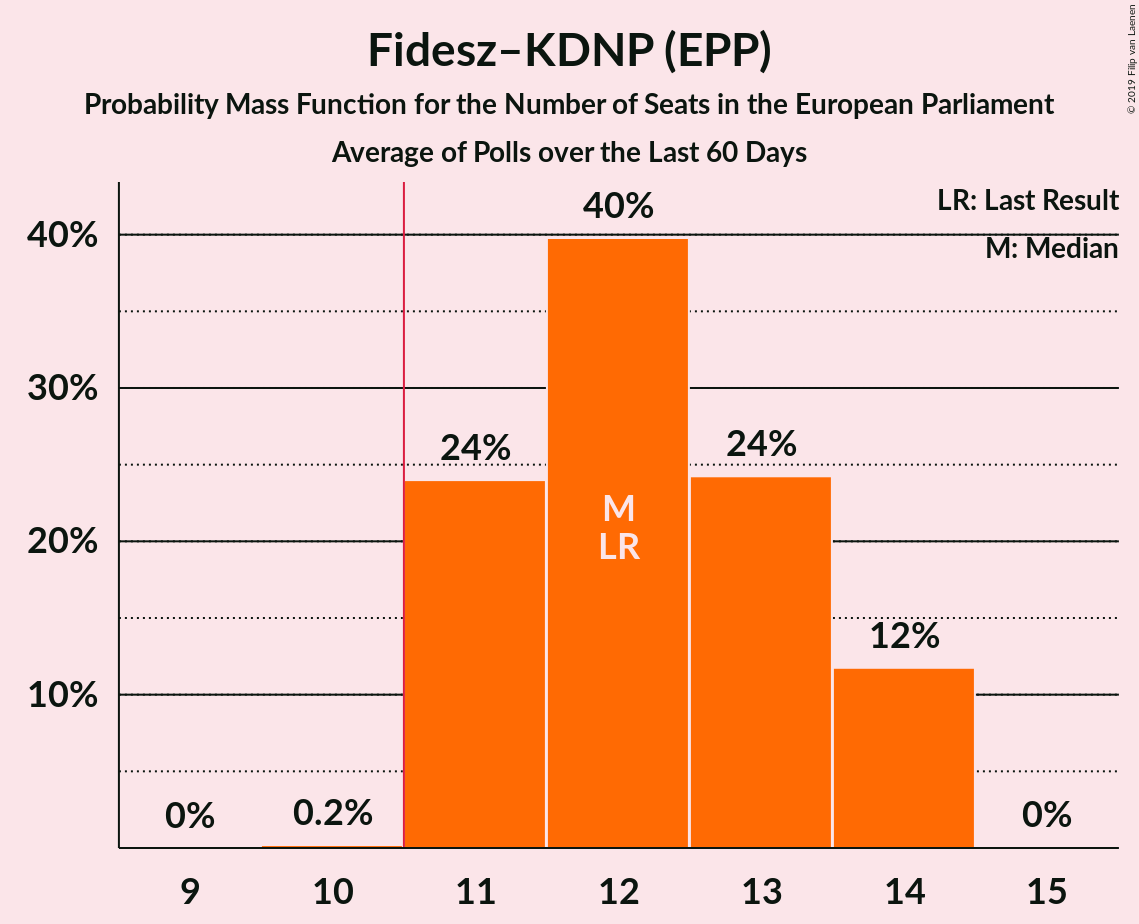 Fidesz–KDNP (EPP)
Probability Mass Function for the Number of Seats in the European Parliament
Average of Polls over the Last 60 Days
© 2019 Filip van Laenen
LR: Last Result
M: Median
40%
30%
20%
10%
0%
0.2%
24%
40%
24%
12%
0%
M
LR
9
10
11
12
13
14
15